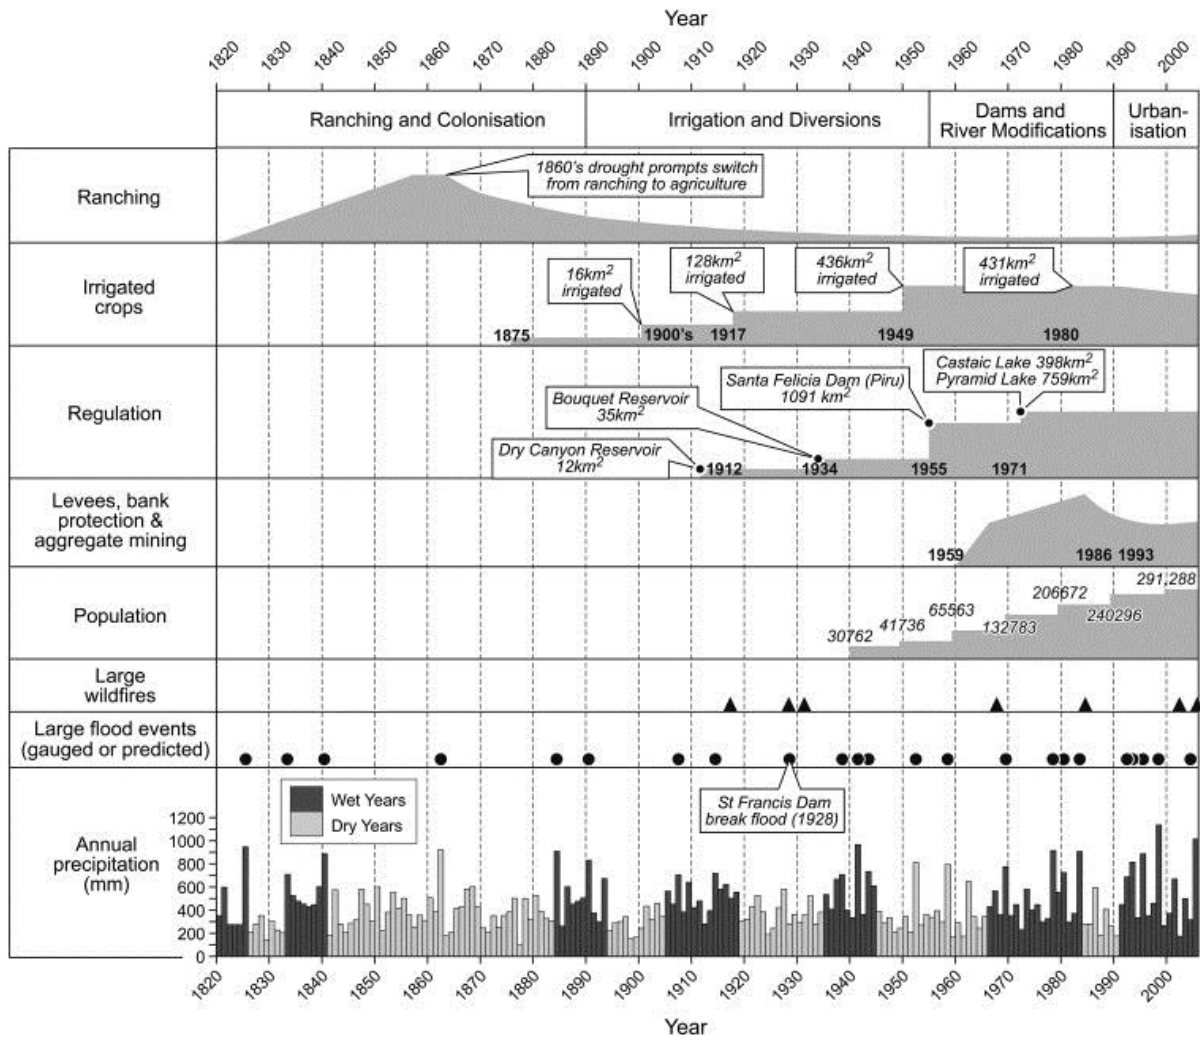 Year
1820 1830 1840 1850 1860 1870 1880 1890 1900 1910 1920 1930 1940 1950 1960 1970 1980 1990 2000
Ranching and Colonisation
Irrigation and Diversions
Dams and
River Modifications
Urban-
isation
Ranching
1860's drought prompts switch
from ranching to agriculture
Irrigated
crops
16km²
irrigated
128km²
irrigated
436km²
irrigated
431km²
irrigated
1875 1900's 1917 1949 1980
Regulation
Dry Canyon Reservoir
12km²
Bouquet Reservoir
35km²
Santa Felicia Dam (Piru)
1091 km²
Castaic Lake 398km²
Pyramid Lake 759km²
1912 1934 1955 1971
Levees, bank
protection &
aggregate mining
1959 1986 1993
Population
30762 41736 65563 132783 206672 240296 291,288
Large
wildfires
Large flood events
(gauged or predicted)
St Francis Dam
break flood (1928)
Annual
precipitation
(mm)
Wet Years
Dry Years
1200
1000
800
600
400
200
0
1820 1830 1840 1850 1860 1870 1880 1890 1900 1910 1920 1930 1940 1950 1960 1970 1980 1990 2000
Year